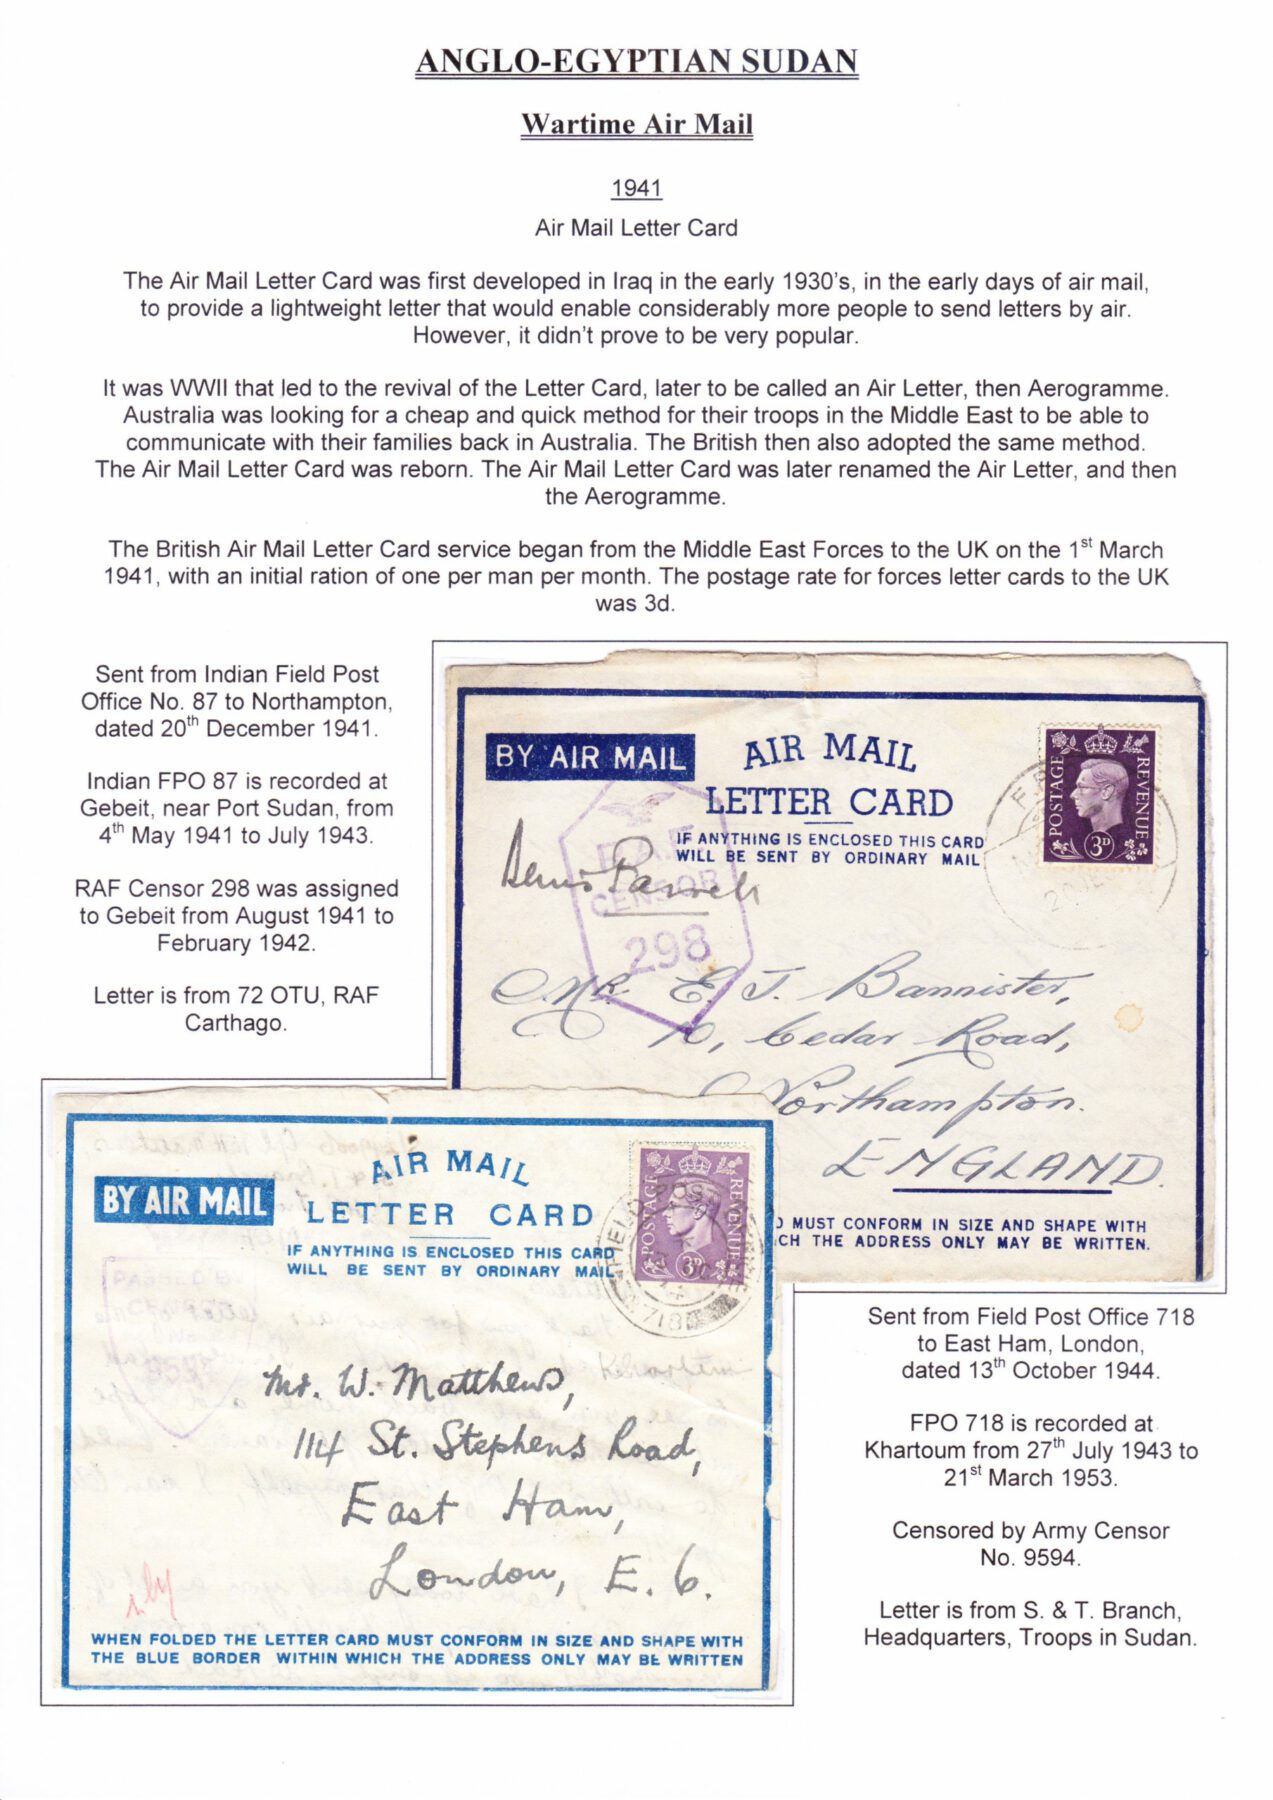 ANGLO-EGYPTIAN SUDAN
Wartime Air Mail
1941
Air Mail Letter Card
The Air Mail Letter Card was first developed in Iraq in the early 1930's, in the early days of air mail,
to provide a lightweight letter that would enable considerably more people to send letters by air.
However, it didn't prove to be very popular.
It was WWII that led to the revival of the Letter Card, later to be called an Air Letter, then Aerogramme.
Australia was looking for a cheap and quick method for their troops in the Middle East to be able to
communicate with their families back in Australia. The British then also adopted the same method.
The Air Mail Letter Card was reborn. The Air Mail Letter Card was later renamed the Air Letter, and then
the Aerogramme.
The British Air Mail Letter Card service began from the Middle East Forces to the UK on the 1st March
1941, with an initial ration of one per man per month. The postage rate for forces letter cards to the UK
was 3d.
Sent from Indian Field Post
Office No. 87 to Northampton,
dated 20th December 1941.
Indian FPO 87 is recorded at
Gebeit, near Port Sudan, from
4th May 1941 to July 1943.
RAF Censor 298 was assigned
to Gebeit from August 1941 to
February 1942.
Letter is from 72 OTU, RAF
Carthago.
BY AIR MAIL
AIR MAIL
LETTER CARD
IF ANYTHING IS ENCLOSED THIS CARD
WILL BE SENT BY ORDINARY MAIL
POSTAGE
REVENUE
3D
R.A.F.
CENSOR
298
Mr. E. J. Bannister,
Cedar Road,
Northampton.
ENGLAND.
MUST CONFORM IN SIZE AND SHAPE WITH
CH THE ADDRESS ONLY MAY BE WRITTEN.
BY AIR MAIL
AIR MAIL
LETTER CARD
IF ANYTHING IS ENCLOSED THIS CARD
WILL BE SENT BY ORDINARY MAIL
POSTAGE
REVENUE
3D
FIELD POST
718
PASSED BY
CENSOR
No
Mr. W. Matthews,
114 St. Stephens Road,
East Ham,
London, E.6.
WHEN FOLDED THE LETTER CARD MUST CONFORM IN SIZE AND SHAPE WITH
THE BLUE BORDER WITHIN WHICH THE ADDRESS ONLY MAY BE WRITTEN
Sent from Field Post Office 718
to East Ham, London,
dated 13th October 1944.
FPO 718 is recorded at
Khartoum from 27th July 1943 to
21st March 1953.
Censored by Army Censor
No. 9594.
Letter is from S. & T. Branch,
Headquarters, Troops in Sudan.